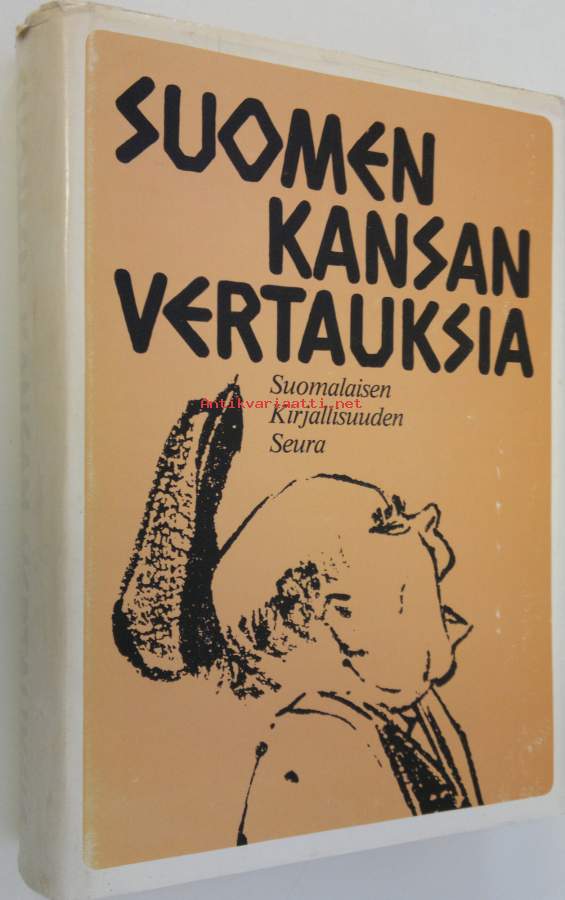 SUOMEN
KANSAN
VERTAUKSIA
Suomalaisen
Antikvariaatti.net
Kirjallisuuden
Seura